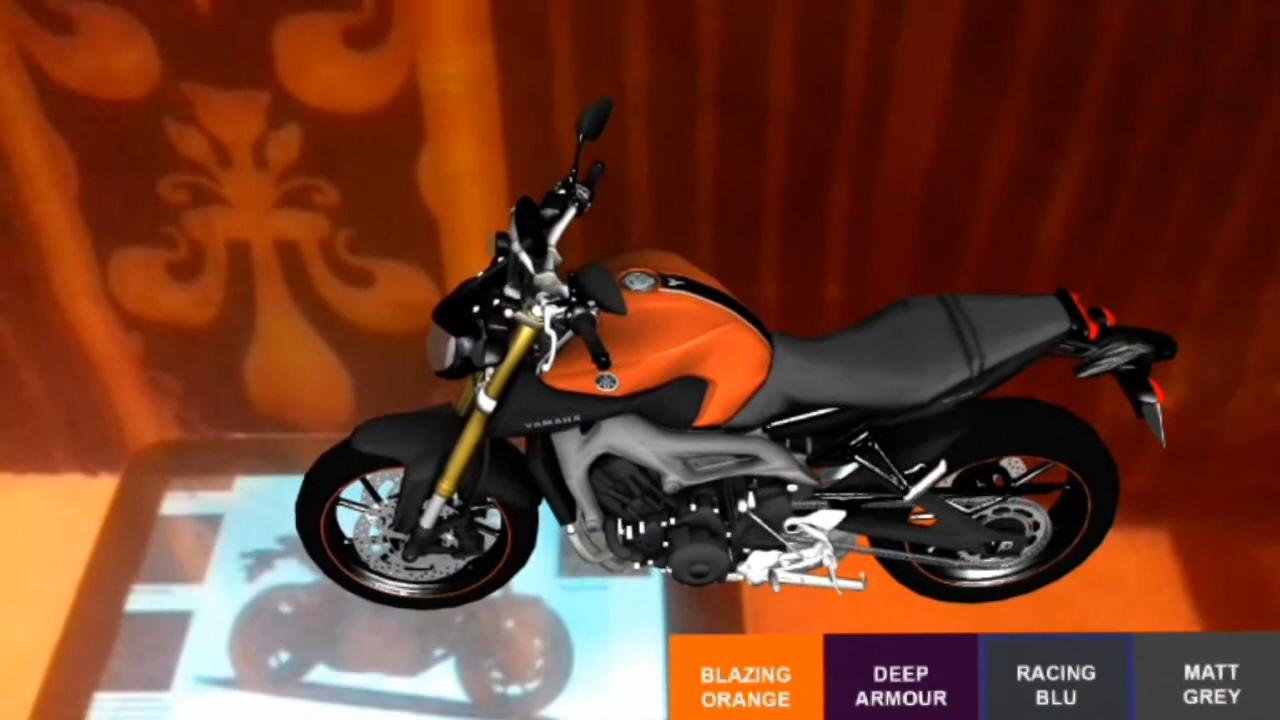 YAMAHA
BLAZING
ORANGE
DEEP
ARMOUR
RACING
BLU
MATT
GREY